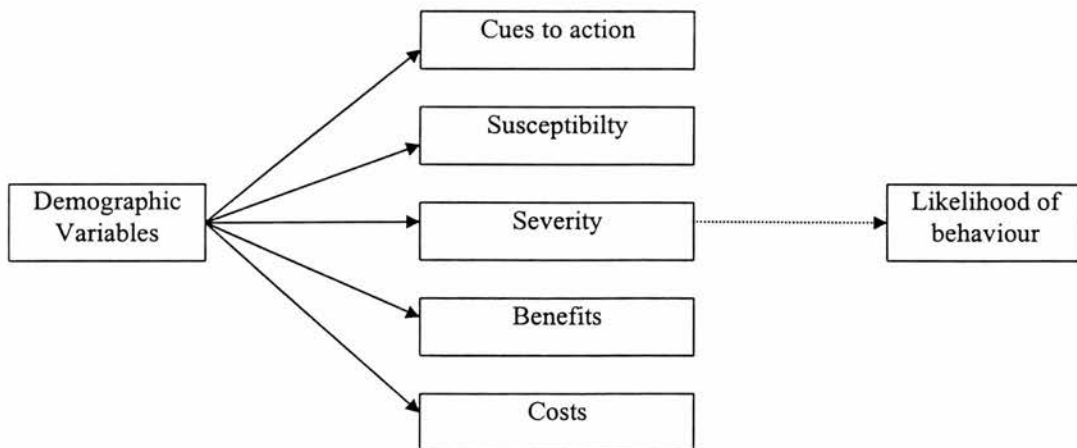 Cues to action
Susceptibilty
Demographic
Variables
Severity
Likelihood of
behaviour
Benefits
Costs